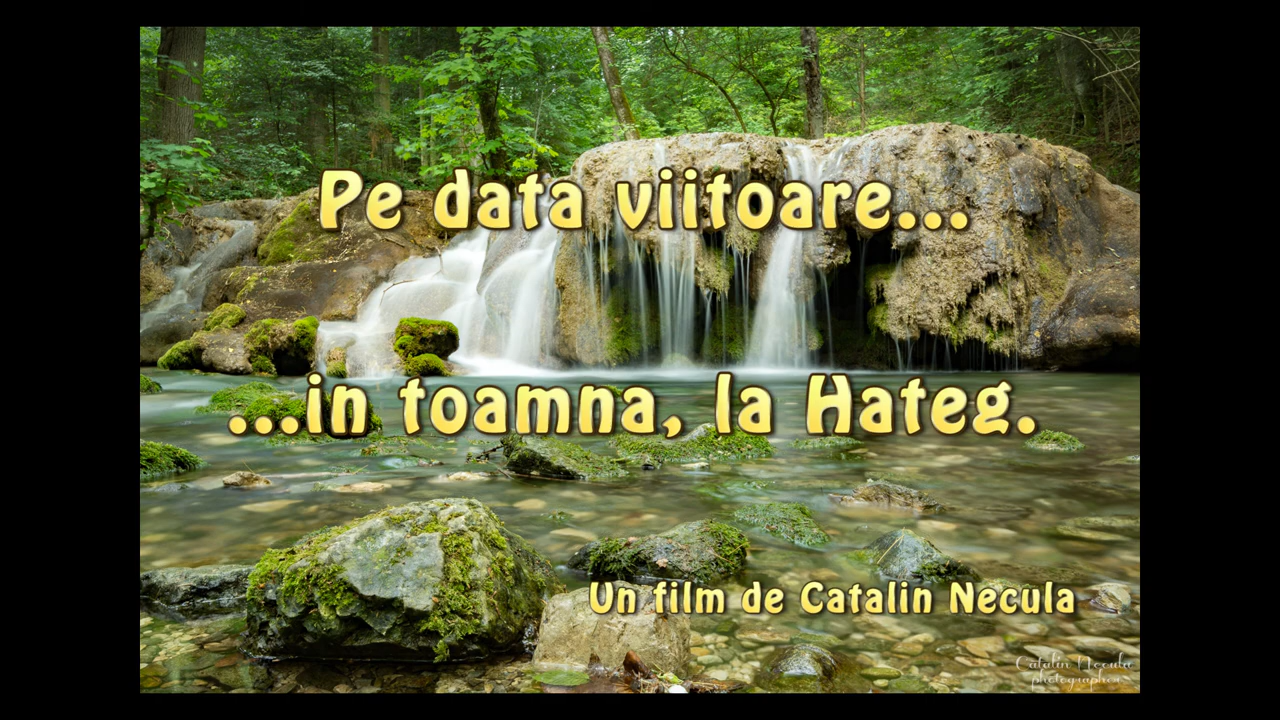 Pe data viitoare...
...in toamna, la Hateg.
Un film de Catalin Necula
Catalin Necula
photographer